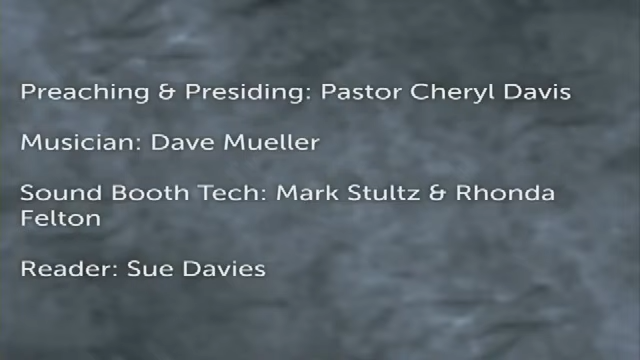 Preaching & Presiding: Pastor Cheryl Davis
Musician: Dave Mueller
Sound Booth Tech: Mark Stultz & Rhonda
Felton
Reader: Sue Davies